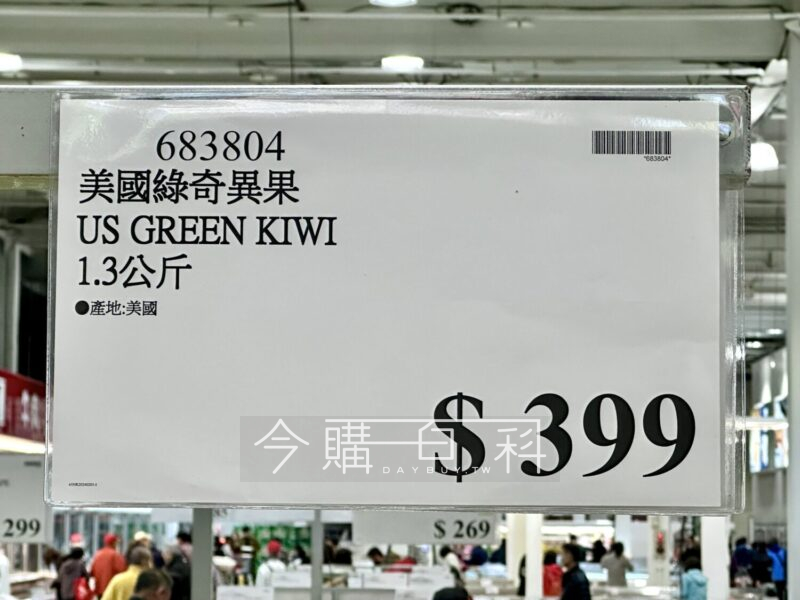 683804
*683804*
美國綠奇異果
US GREEN KIWI
1.3公斤
●產地:美國
$ 399
今購百科
DAYBUY.TW
299
$ 269